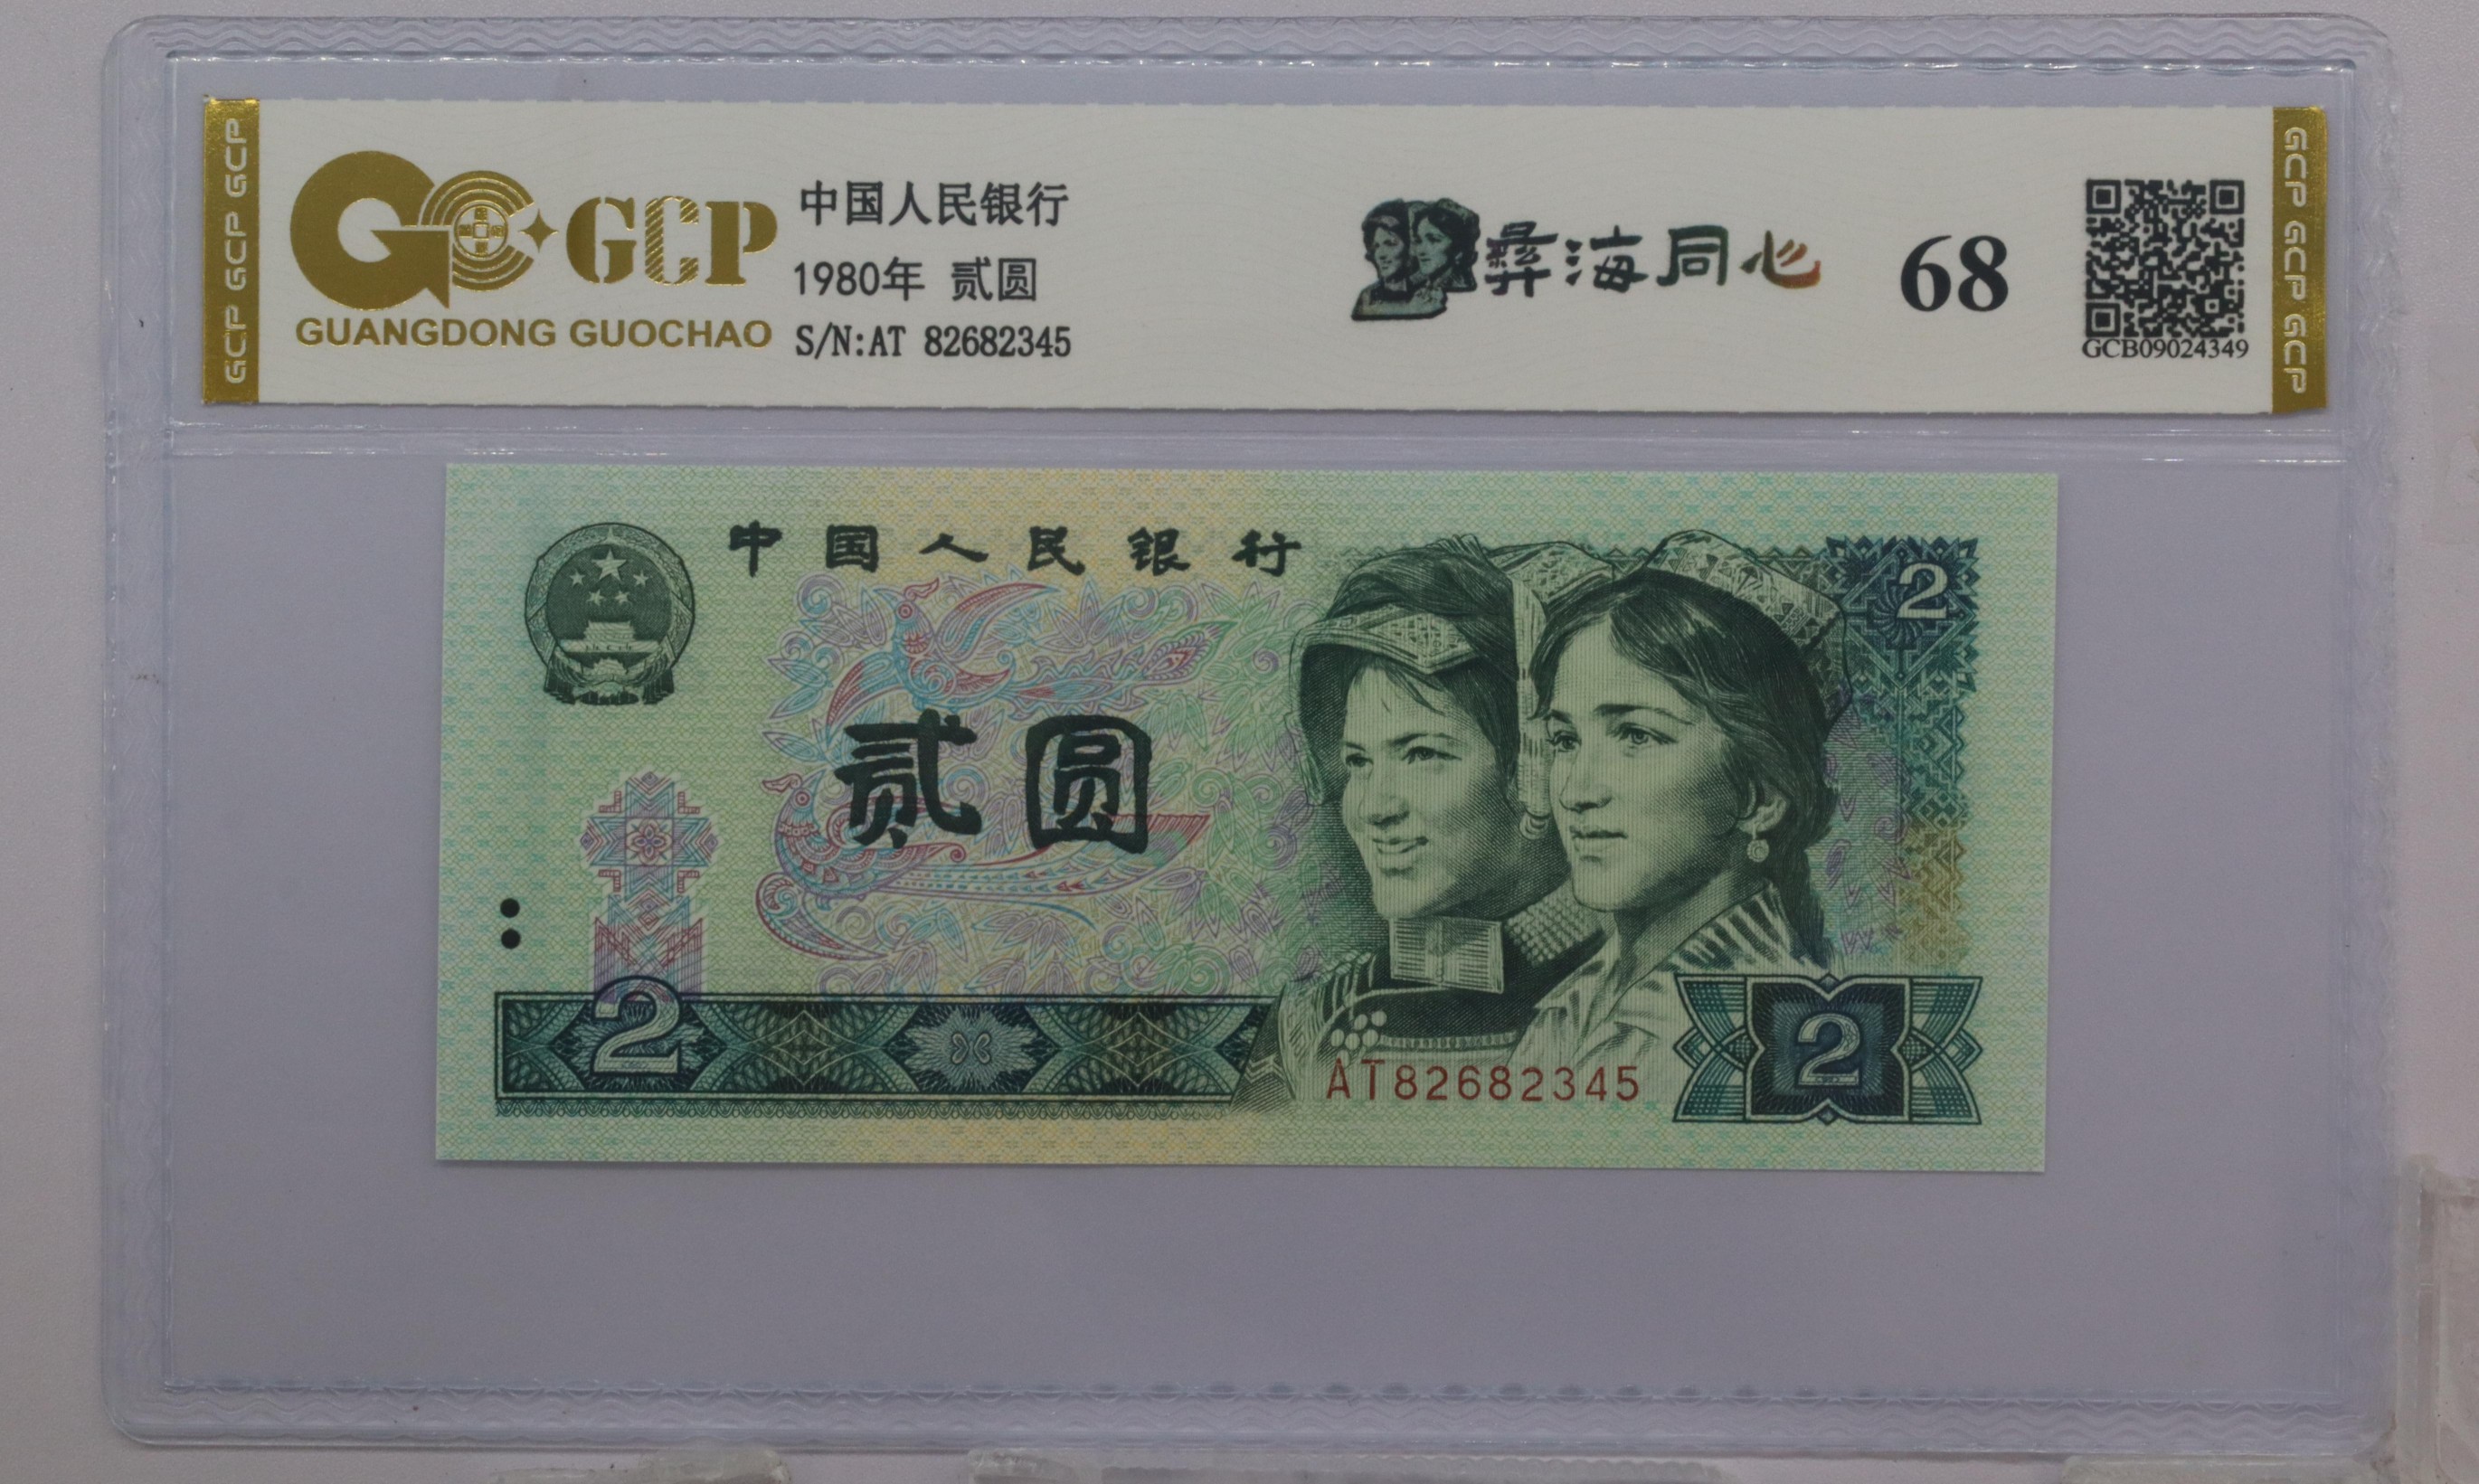 GCP GCP GCP
GCP
GUANGDONG GUOCHAO
中国人民银行
1980年 贰圆
S/N:AT 82682345
彝海同心
68
GCB09024349
GCP GCP GCP
中国人民银行
2
贰圆
2
AT82682345
2